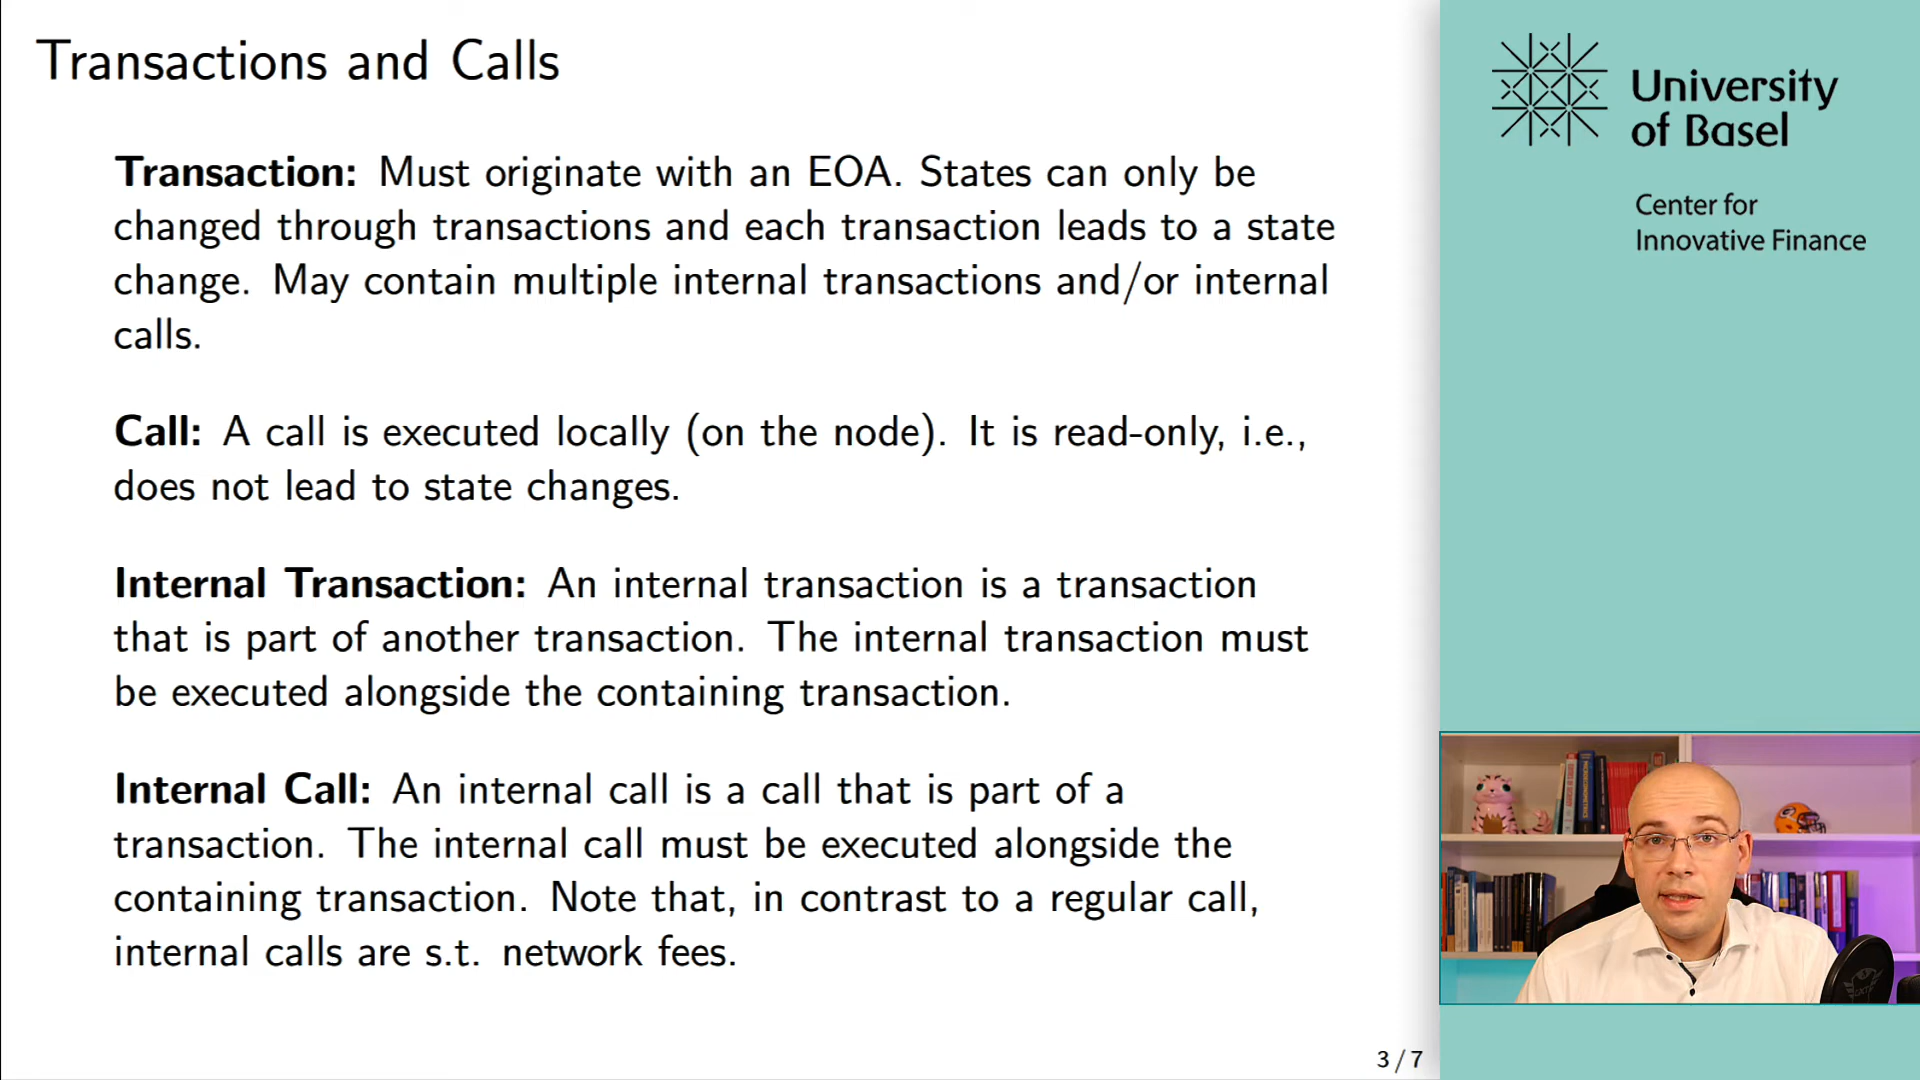 Transactions and Calls
Transaction: Must originate with an EOA. States can only be
changed through transactions and each transaction leads to a state
change. May contain multiple internal transactions and/or internal
calls.
Call: A call is executed locally (on the node). It is read-only, i.e.,
does not lead to state changes.
Internal Transaction: An internal transaction is a transaction
that is part of another transaction. The internal transaction must
be executed alongside the containing transaction.
Internal Call: An internal call is a call that is part of a
transaction. The internal call must be executed alongside the
containing transaction. Note that, in contrast to a regular call,
internal calls are s.t. network fees.
3 / 7
University
of Basel
Center for
Innovative Finance